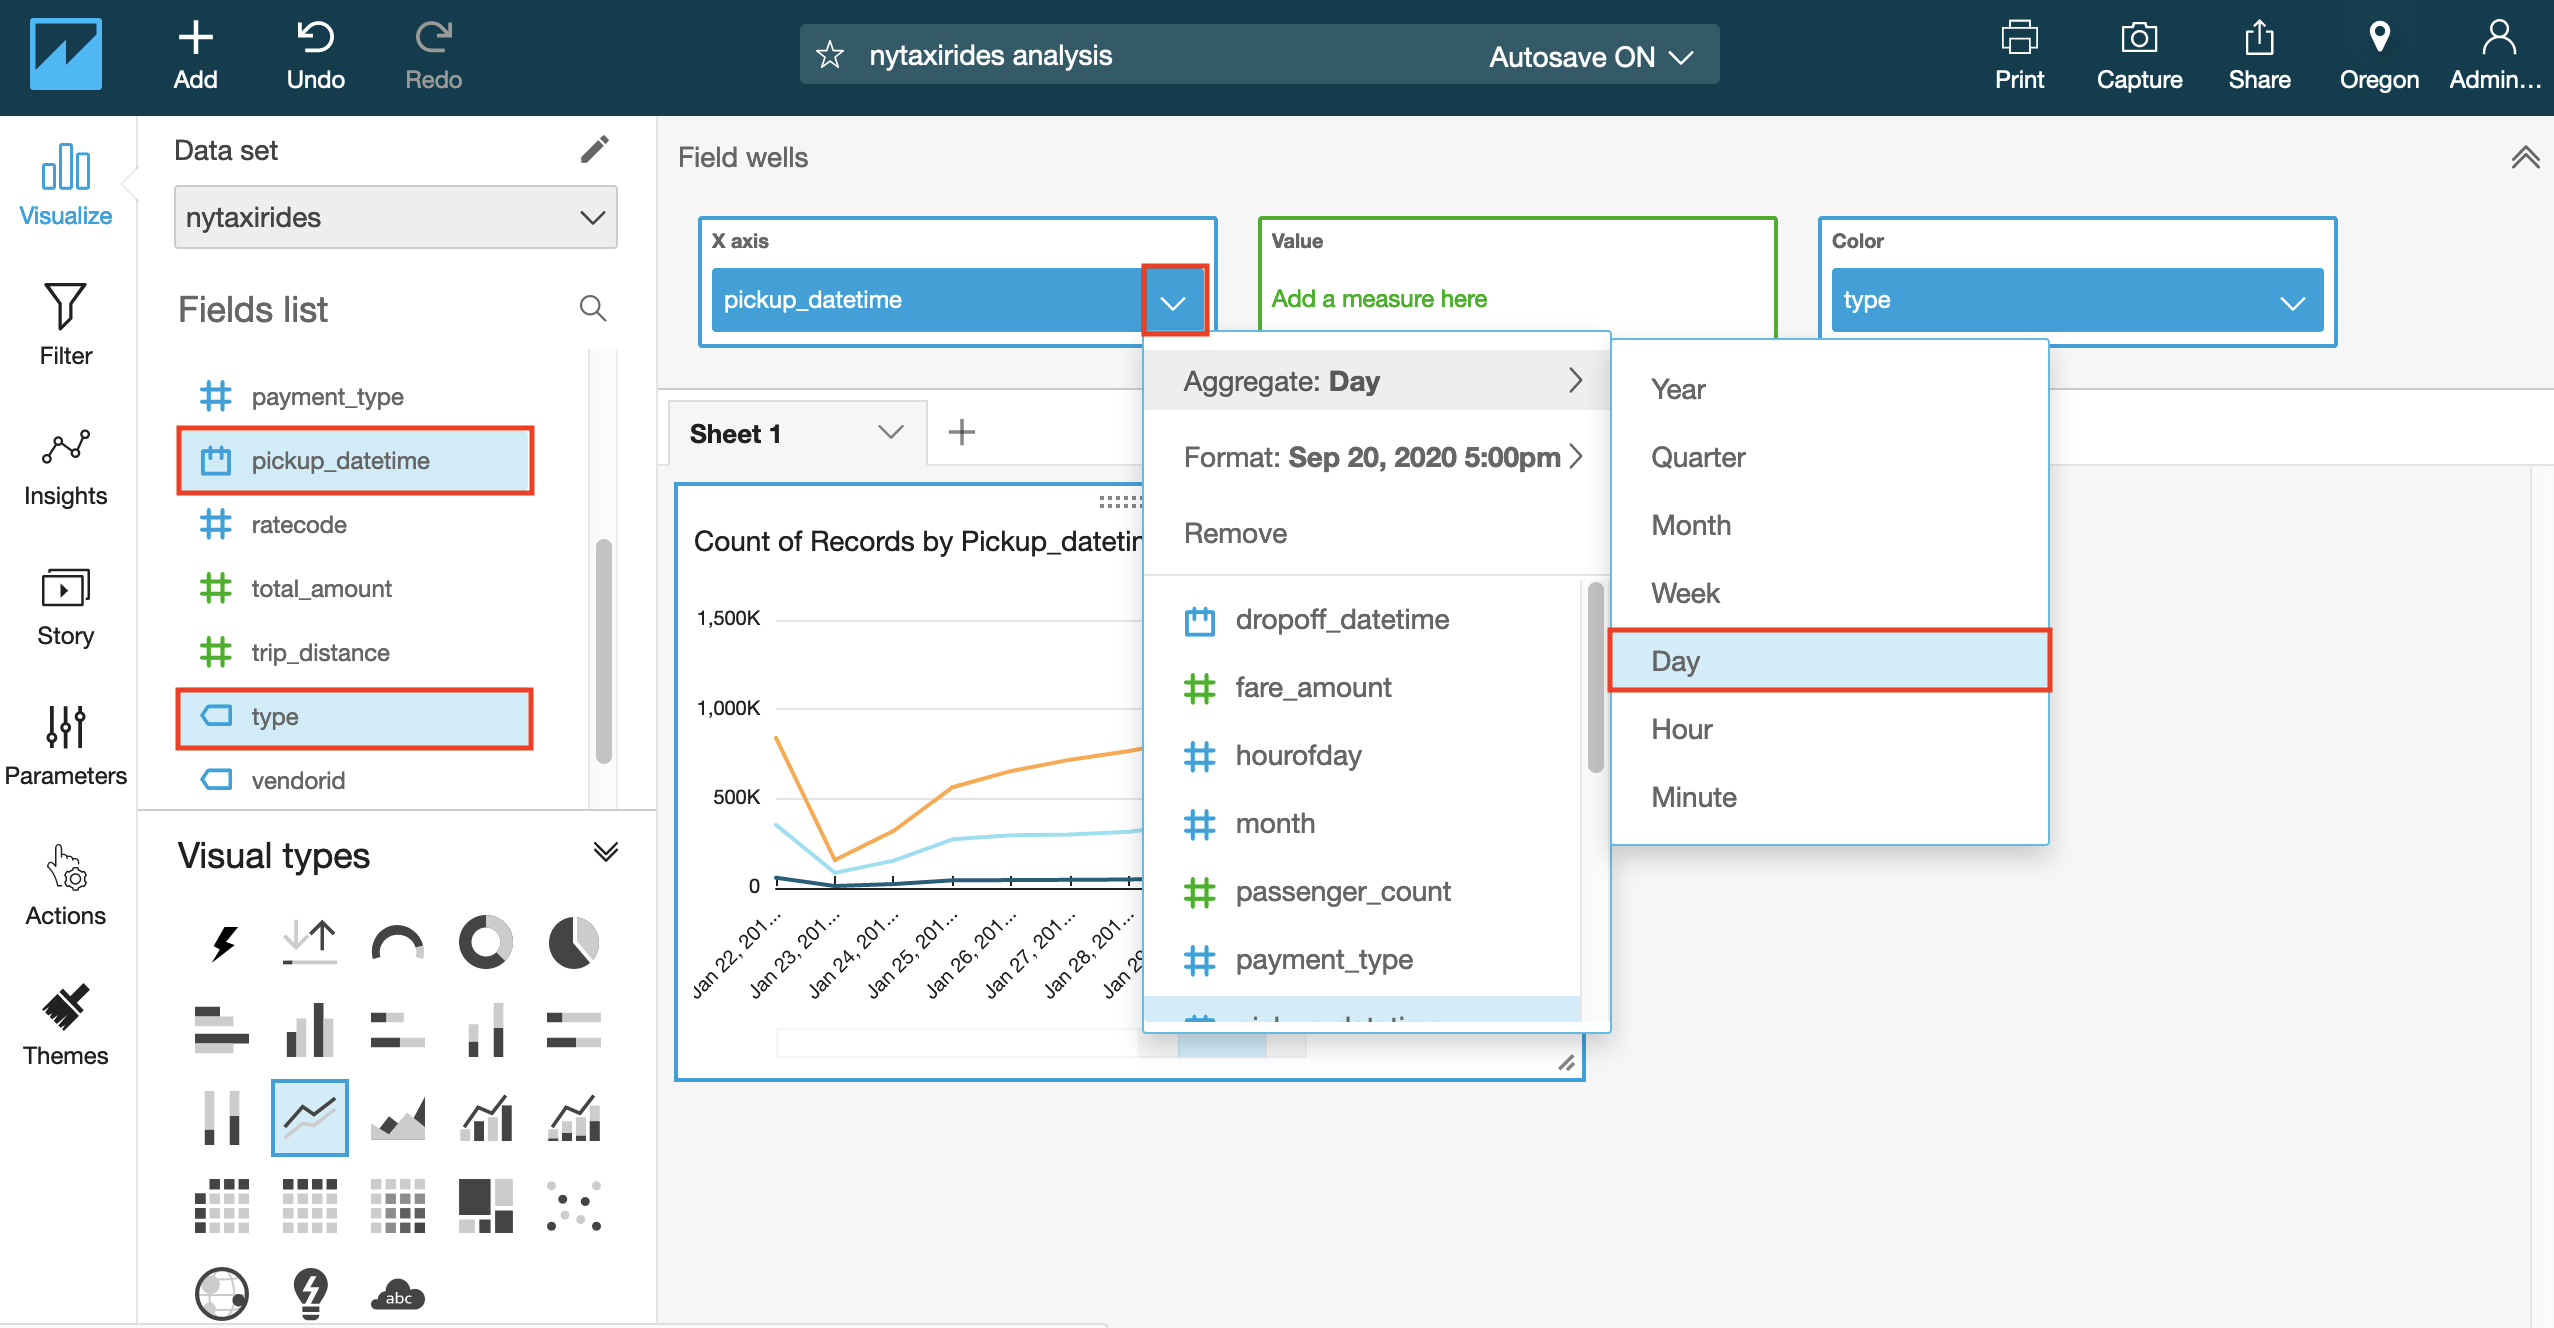 Add
Undo
Redo
nytaxirides analysis
Autosave ON
Print
Capture
Share
Oregon
Admin...
Visualize
Filter
Insights
Story
Parameters
Actions
Themes
Data set
nytaxirides
Fields list
payment_type
pickup_datetime
ratecode
total_amount
trip_distance
type
vendorid
Visual types
abc
Field wells
X axis
pickup_datetime
Value
Add a measure here
Color
type
Sheet 1
Count of Records by
1,500K
1,000K
500K
0
Jan 22, 201...
Jan 23, 201...
Jan 24, 201...
Jan 25, 201...
Jan 26, 201...
Jan 27, 201...
Jan 28, 201...
Jan 29
Aggregate: Day
Format: Sep 20, 2020 5:00pm
Remove
dropoff_datetime
fare_amount
hourofday
month
passenger_count
payment_type
Year
Quarter
Month
Week
Day
Hour
Minute